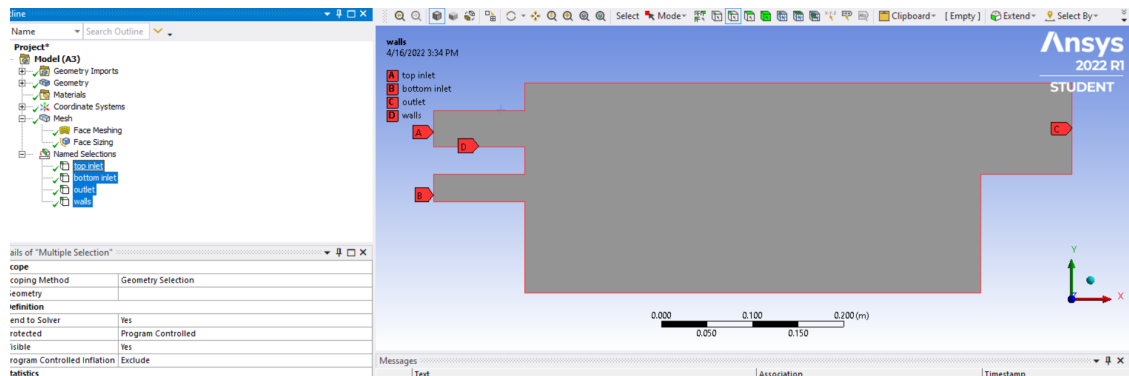 tline
Name
Search Outline
Project*
Model (A3)
Geometry Imports
Geometry
Materials
Coordinate Systems
Mesh
Face Meshing
Face Sizing
Named Selections
top inlet
bottom inlet
outlet
walls
ails of "Multiple Selection"
cope
coping Method Geometry Selection
eometry
efinition
end to Solver Yes
rotected Program Controlled
isible Yes
rogram Controlled Inflation Exclude
tatistics
Select Mode Clipboard [ Empty ] Extend Select By
walls
4/16/2022 3:34 PM
A top inlet
B bottom inlet
C outlet
D walls
Ansys
2022 R1
STUDENT
A
D
B
C
Y
Z
X
0.000 0.100 0.200 (m)
0.050 0.150
Messages
Text Association Timestamp